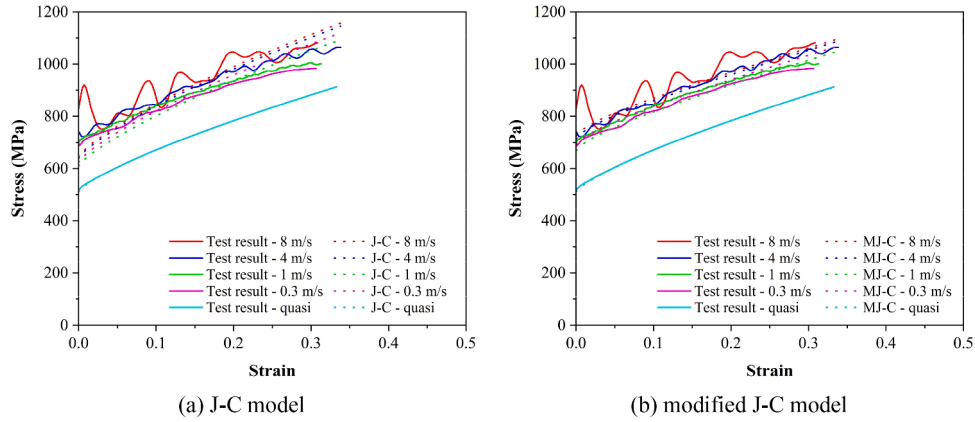 1200
1000
800
600
400
200
0
Stress (MPa)
Test result - 8 m/s
Test result - 4 m/s
Test result - 1 m/s
Test result - 0.3 m/s
Test result - quasi
J-C - 8 m/s
J-C - 4 m/s
J-C - 1 m/s
J-C - 0.3 m/s
J-C - quasi
0.0 0.1 0.2 0.3 0.4 0.5
Strain
(a) J-C model
1200
1000
800
600
400
200
0
Stress (MPa)
Test result - 8 m/s
Test result - 4 m/s
Test result - 1 m/s
Test result - 0.3 m/s
Test result - quasi
MJ-C - 8 m/s
MJ-C - 4 m/s
MJ-C - 1 m/s
MJ-C - 0.3 m/s
MJ-C - quasi
0.0 0.1 0.2 0.3 0.4 0.5
Strain
(b) modified J-C model